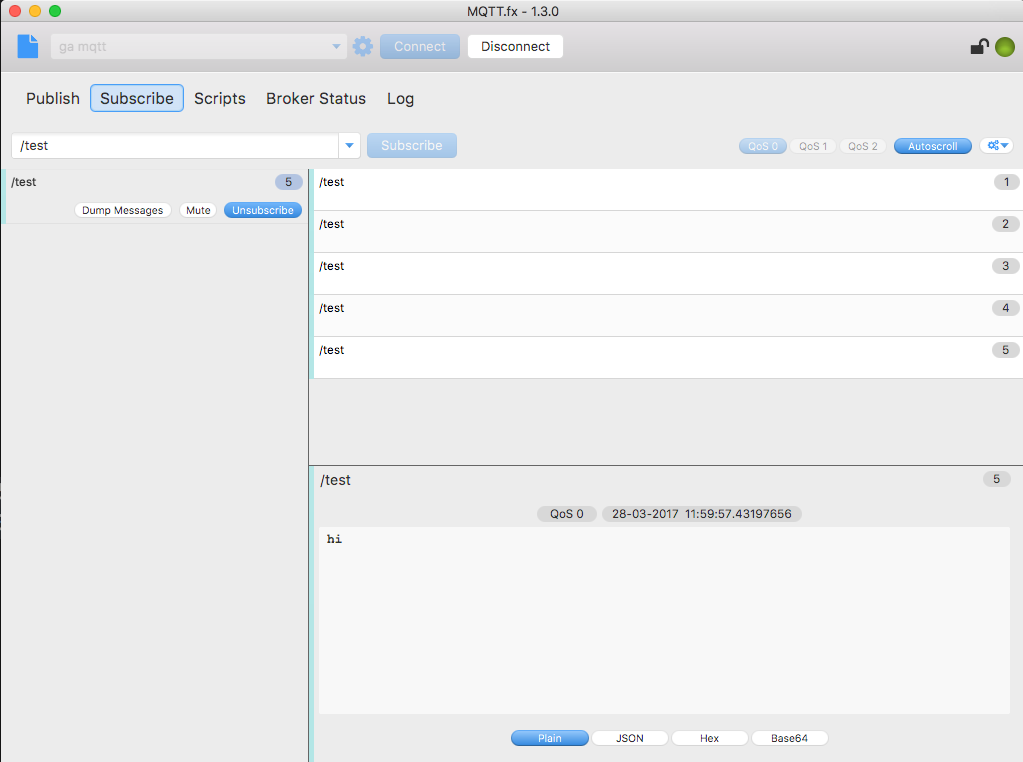 MQTT.fx - 1.3.0
ga mqtt Connect Disconnect
Publish Subscribe Scripts Broker Status Log
/test Subscribe QoS 0 QoS 1 QoS 2 Autoscroll
/test 5
Dump Messages Mute Unsubscribe
/test 1
/test 2
/test 3
/test 4
/test 5
/test 5
QoS 0 28-03-2017 11:59:57.43197656
hi
Plain JSON Hex Base64